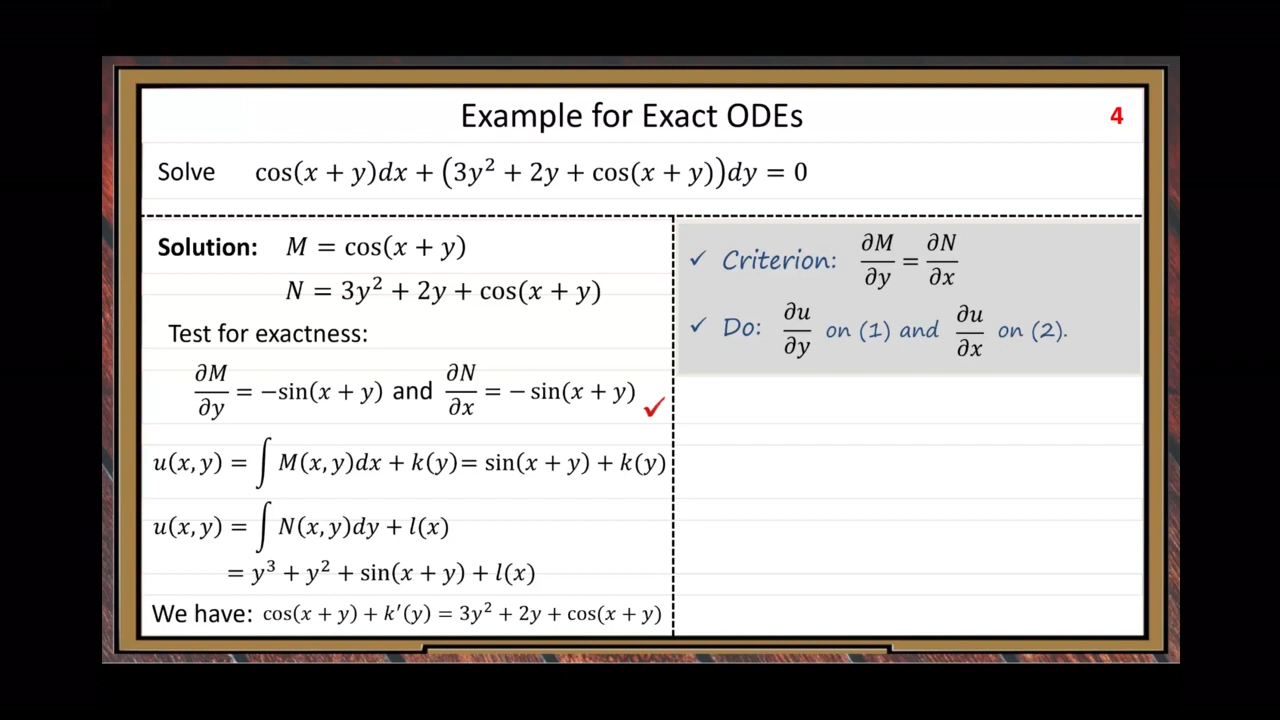 Example for Exact ODEs
4
Solve cos(x + y)dx + (3y² + 2y + cos(x + y))dy = 0
Solution: M = cos(x + y)
N = 3y² + 2y + cos(x + y)
Test for exactness:
∂M/∂y = −sin(x + y) and ∂N/∂x = − sin(x + y) ✓
u(x, y) = ∫ M(x, y)dx + k(y)= sin(x + y) + k(y)
u(x, y) = ∫ N(x, y)dy + l(x)
= y³ + y² + sin(x + y) + l(x)
We have: cos(x + y) + k′(y) = 3y² + 2y + cos(x + y)
✓ Criterion: ∂M/∂y = ∂N/∂x
✓ Do: ∂u/∂y on (1) and ∂u/∂x on (2).